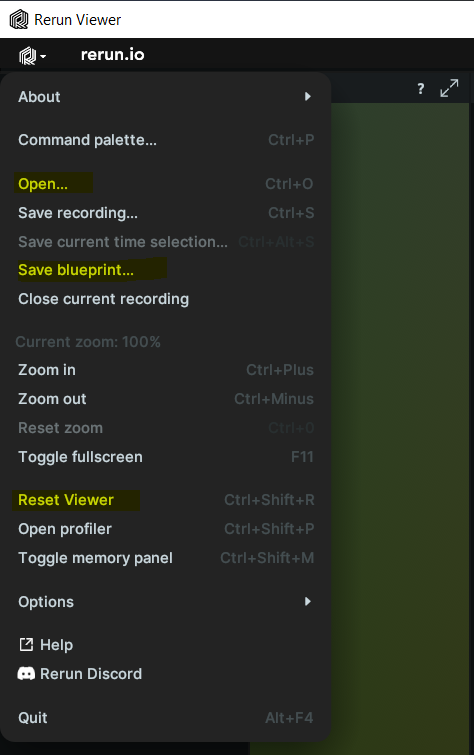 Rerun Viewer
rerun.io
?
About
Command palette... Ctrl+P
Open... Ctrl+O
Save recording... Ctrl+S
Save current time selection... Ctrl+Alt+S
Save blueprint...
Close current recording
Current zoom: 100%
Zoom in Ctrl+Plus
Zoom out Ctrl+Minus
Reset zoom Ctrl+0
Toggle fullscreen F11
Reset Viewer Ctrl+Shift+R
Open profiler Ctrl+Shift+P
Toggle memory panel Ctrl+Shift+M
Options
Help
Rerun Discord
Quit Alt+F4